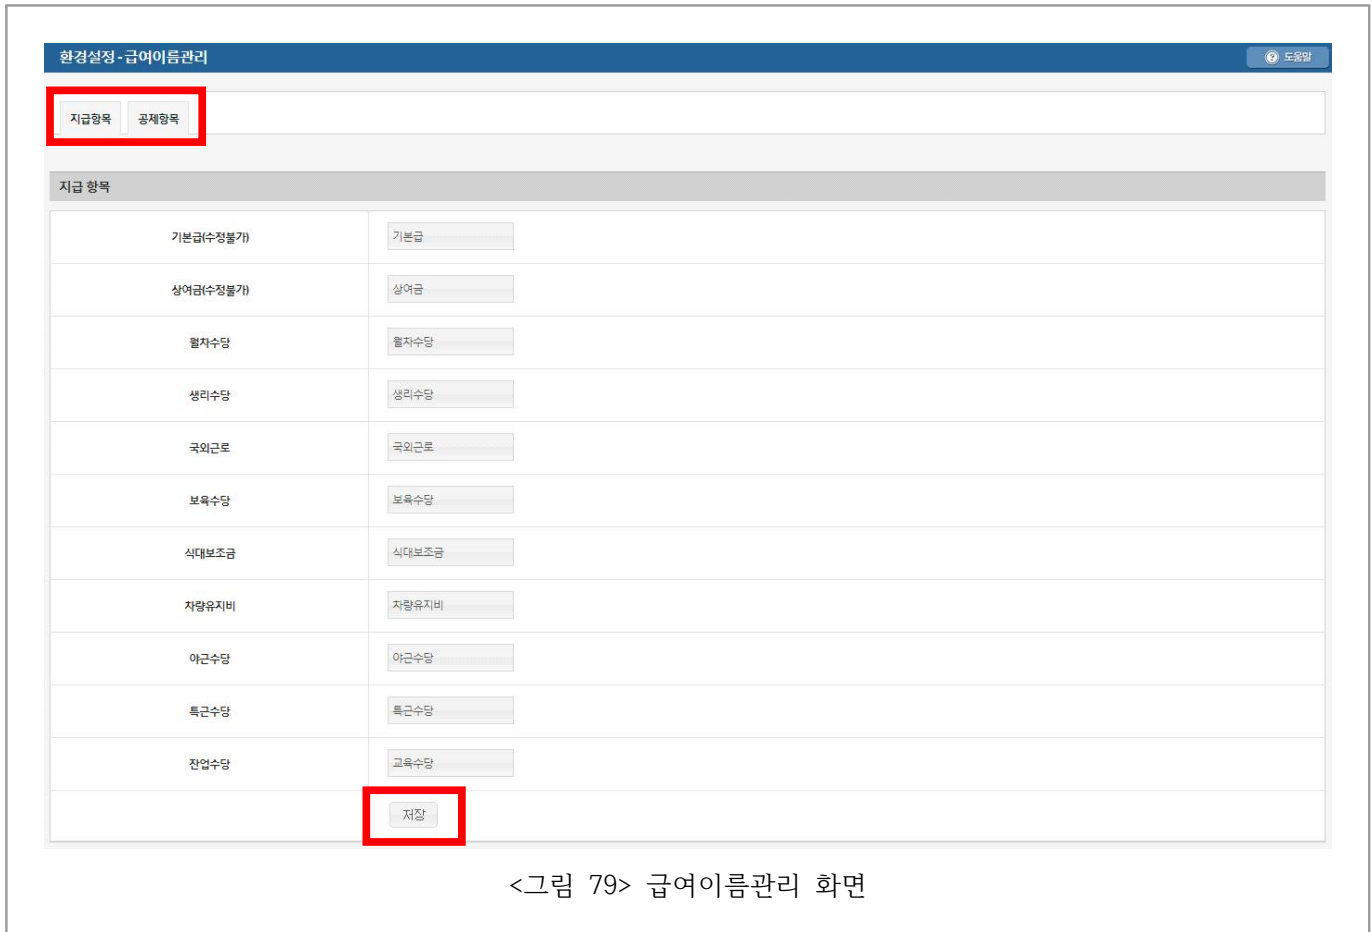 환경설정-급여이름관리
도움말
지급항목 공제항목
지급 항목
기본급(수정불가) 기본급
상여금(수정불가) 상여금
월차수당 월차수당
생리수당 생리수당
국외근로 국외근로
보육수당 보육수당
식대보조금 식대보조금
차량유지비 차량유지비
야근수당 야근수당
특근수당 특근수당
잔업수당 교육수당
저장
<그림 79> 급여이름관리 화면